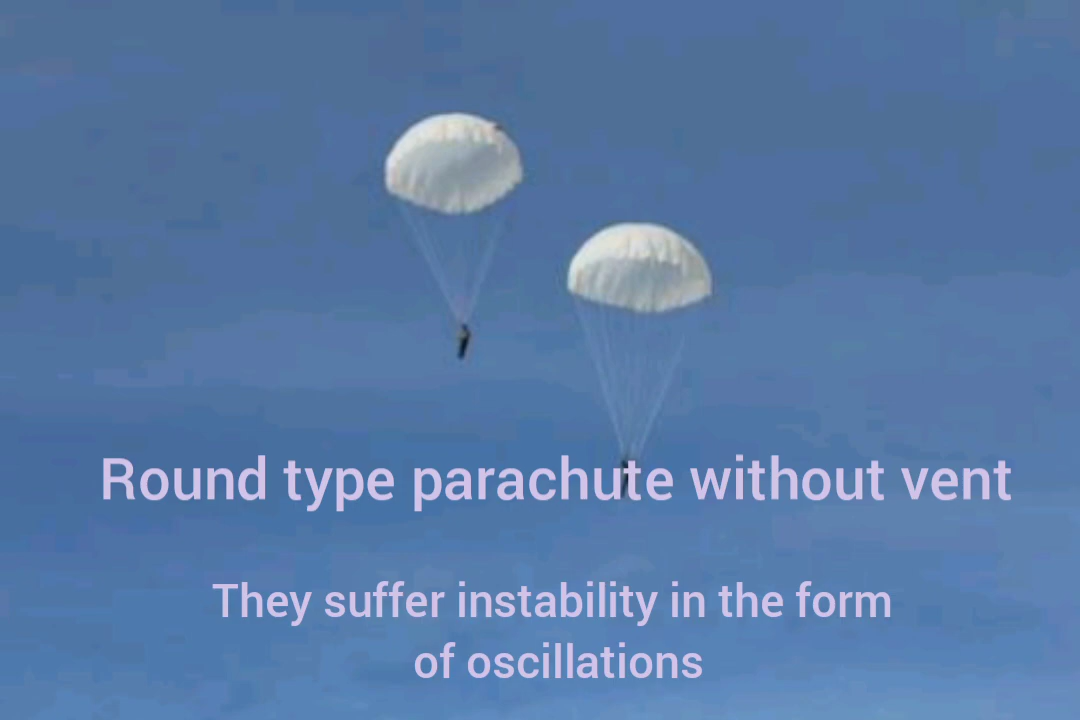 Round type parachute without vent
They suffer instability in the form
of oscillations